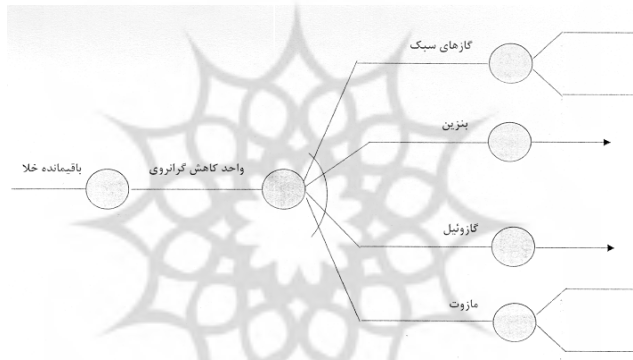 گازهای سبک
بنزین
واحد کاهش گرانروی
باقیمانده خلا
گازوئیل
مازوت